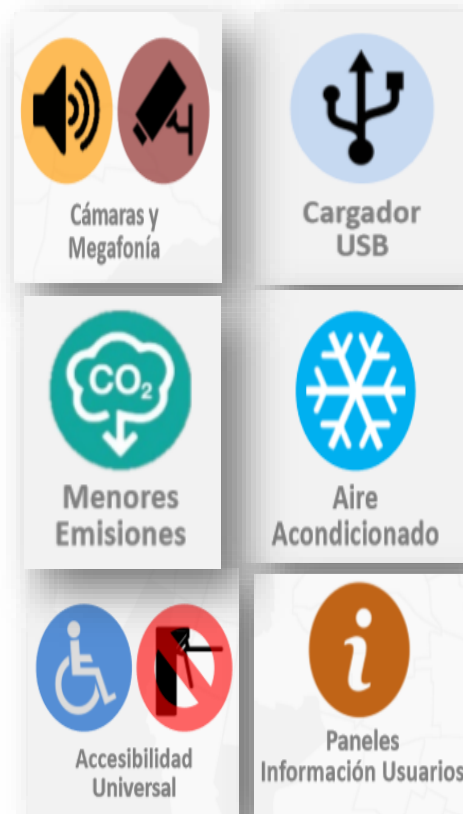 Cámaras y
Megafonía
Cargador
USB
CO₂
Menores
Emisiones
Aire
Acondicionado
Accesibilidad
Universal
i
Paneles
Información Usuarios